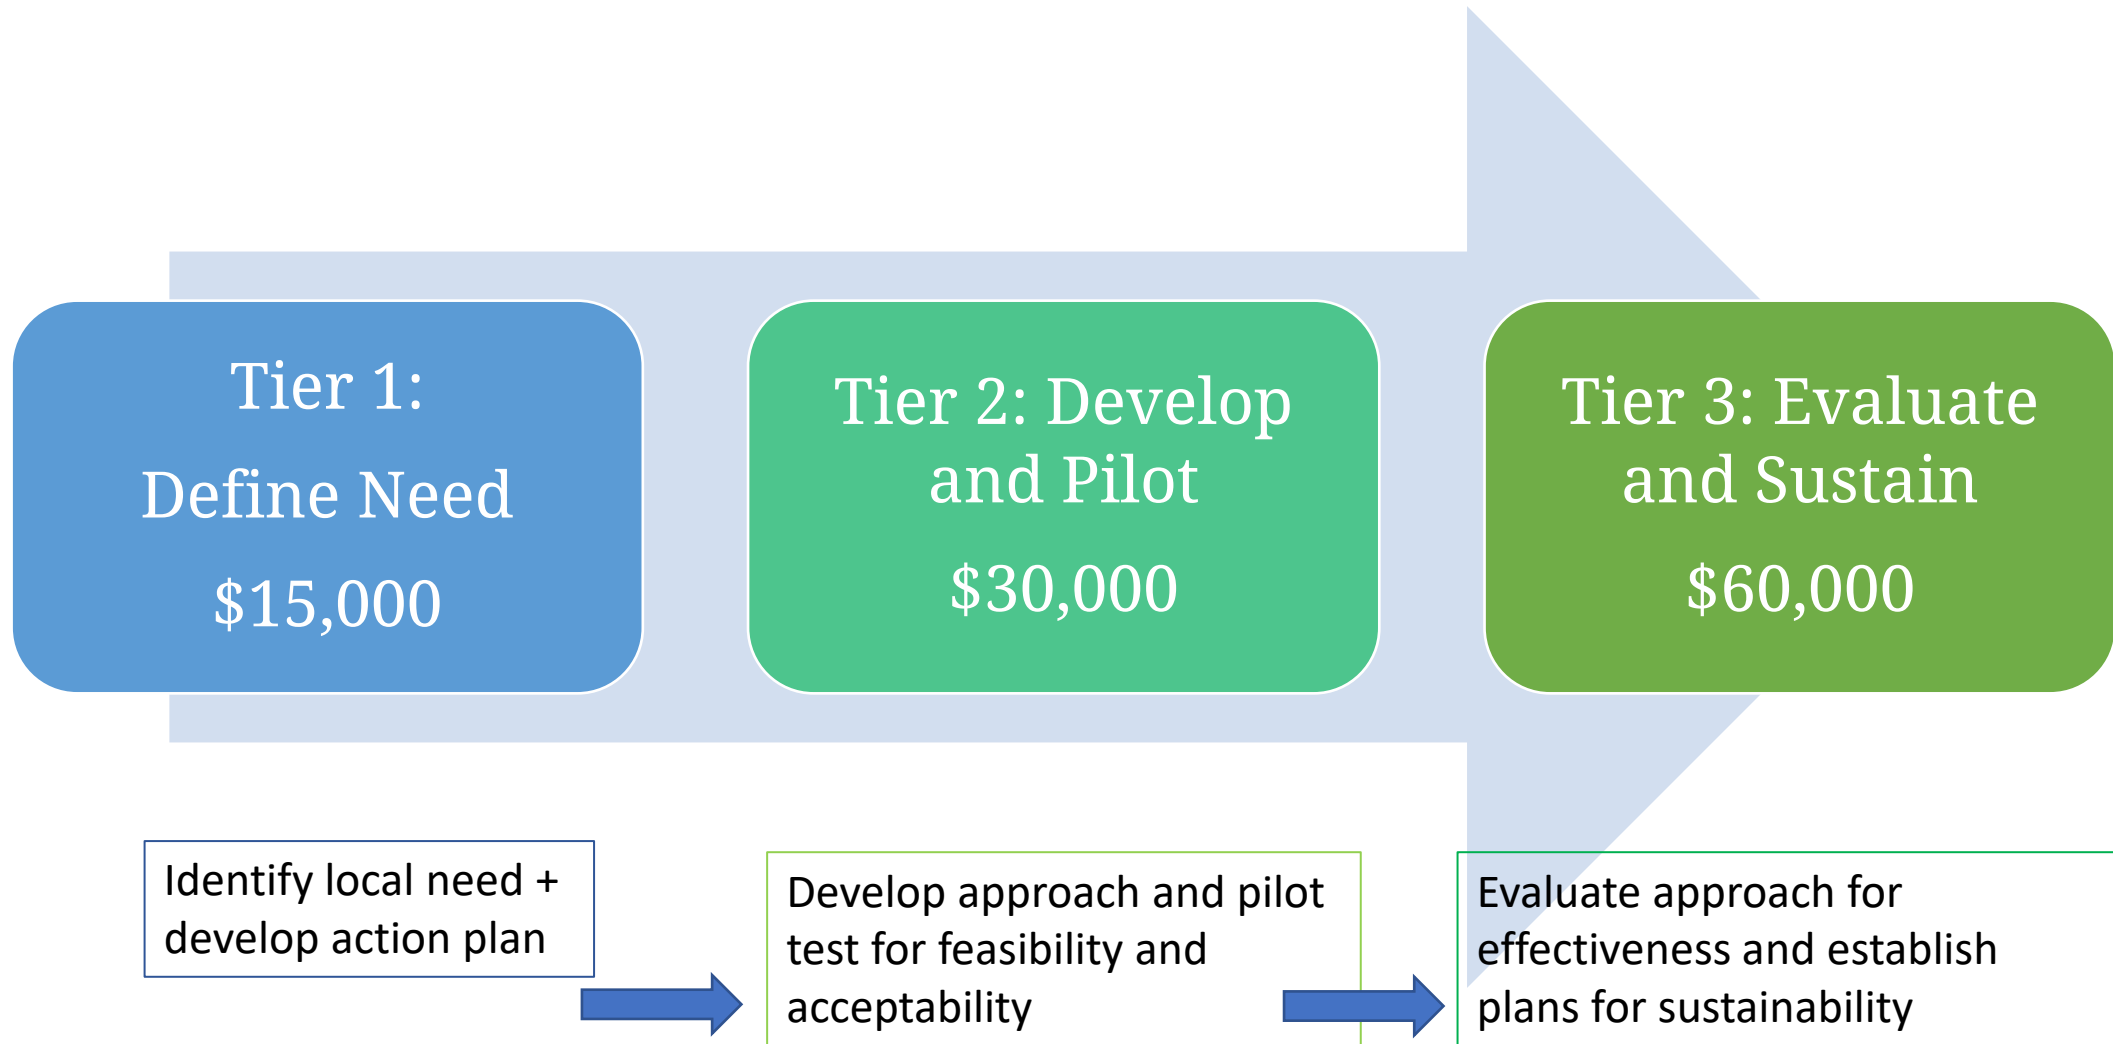 Tier 1:
Define Need
$15,000
Tier 2: Develop
and Pilot
$30,000
Tier 3: Evaluate
and Sustain
$60,000
Identify local need +
develop action plan
Develop approach and pilot
test for feasibility and
acceptability
Evaluate approach for
effectiveness and establish
plans for sustainability